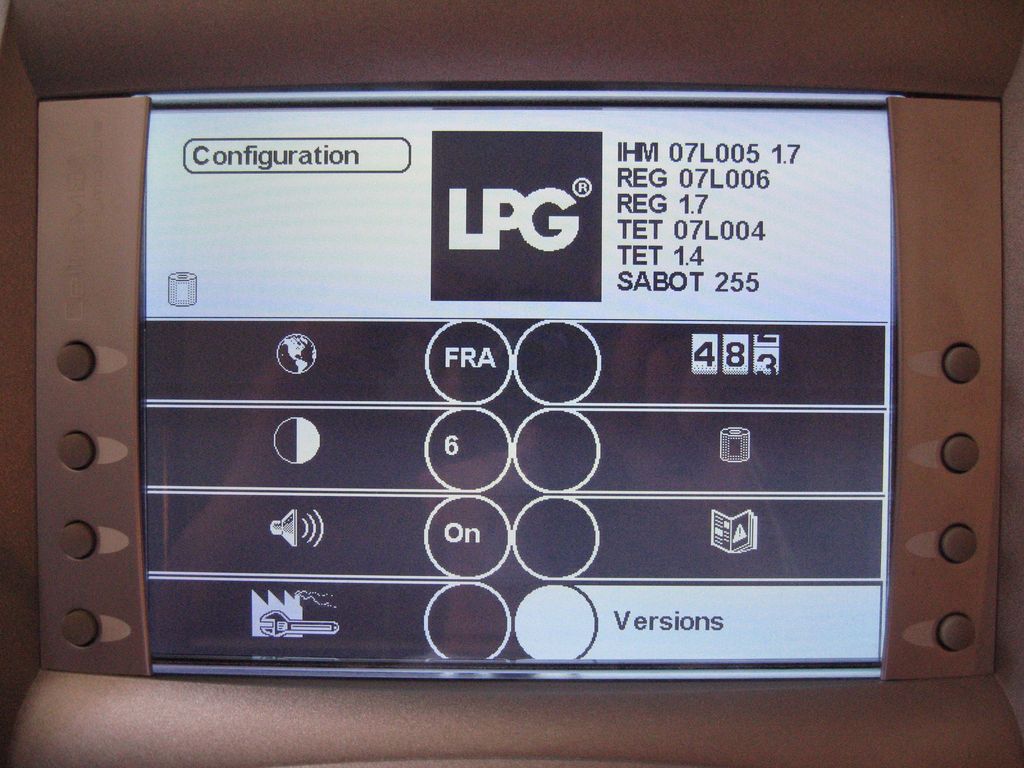 Configuration
LPG®
IHM 07L005 1.7
REG 07L006
REG 1.7
TET 07L004
TET 1.4
SABOT 255
FRA
483
6
On
Versions